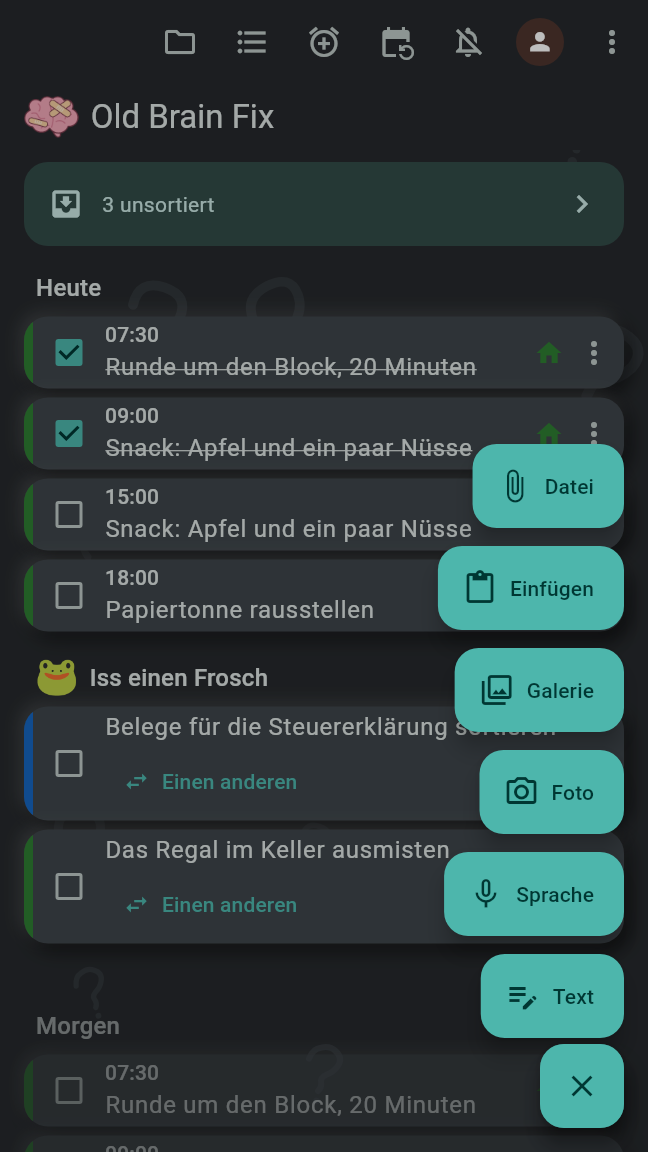 Old Brain Fix
3 unsortiert
Heute
07:30
Runde um den Block, 20 Minuten
09:00
Snack: Apfel und ein paar Nüsse
15:00
Snack: Apfel und ein paar Nüsse
Datei
18:00
Papiertonne rausstellen
Einfügen
Iss einen Frosch
Galerie
Belege für die Steuererklärung sortieren
Einen anderen
Foto
Das Regal im Keller ausmisten
Einen anderen
Sprache
Text
Morgen
07:30
Runde um den Block, 20 Minuten